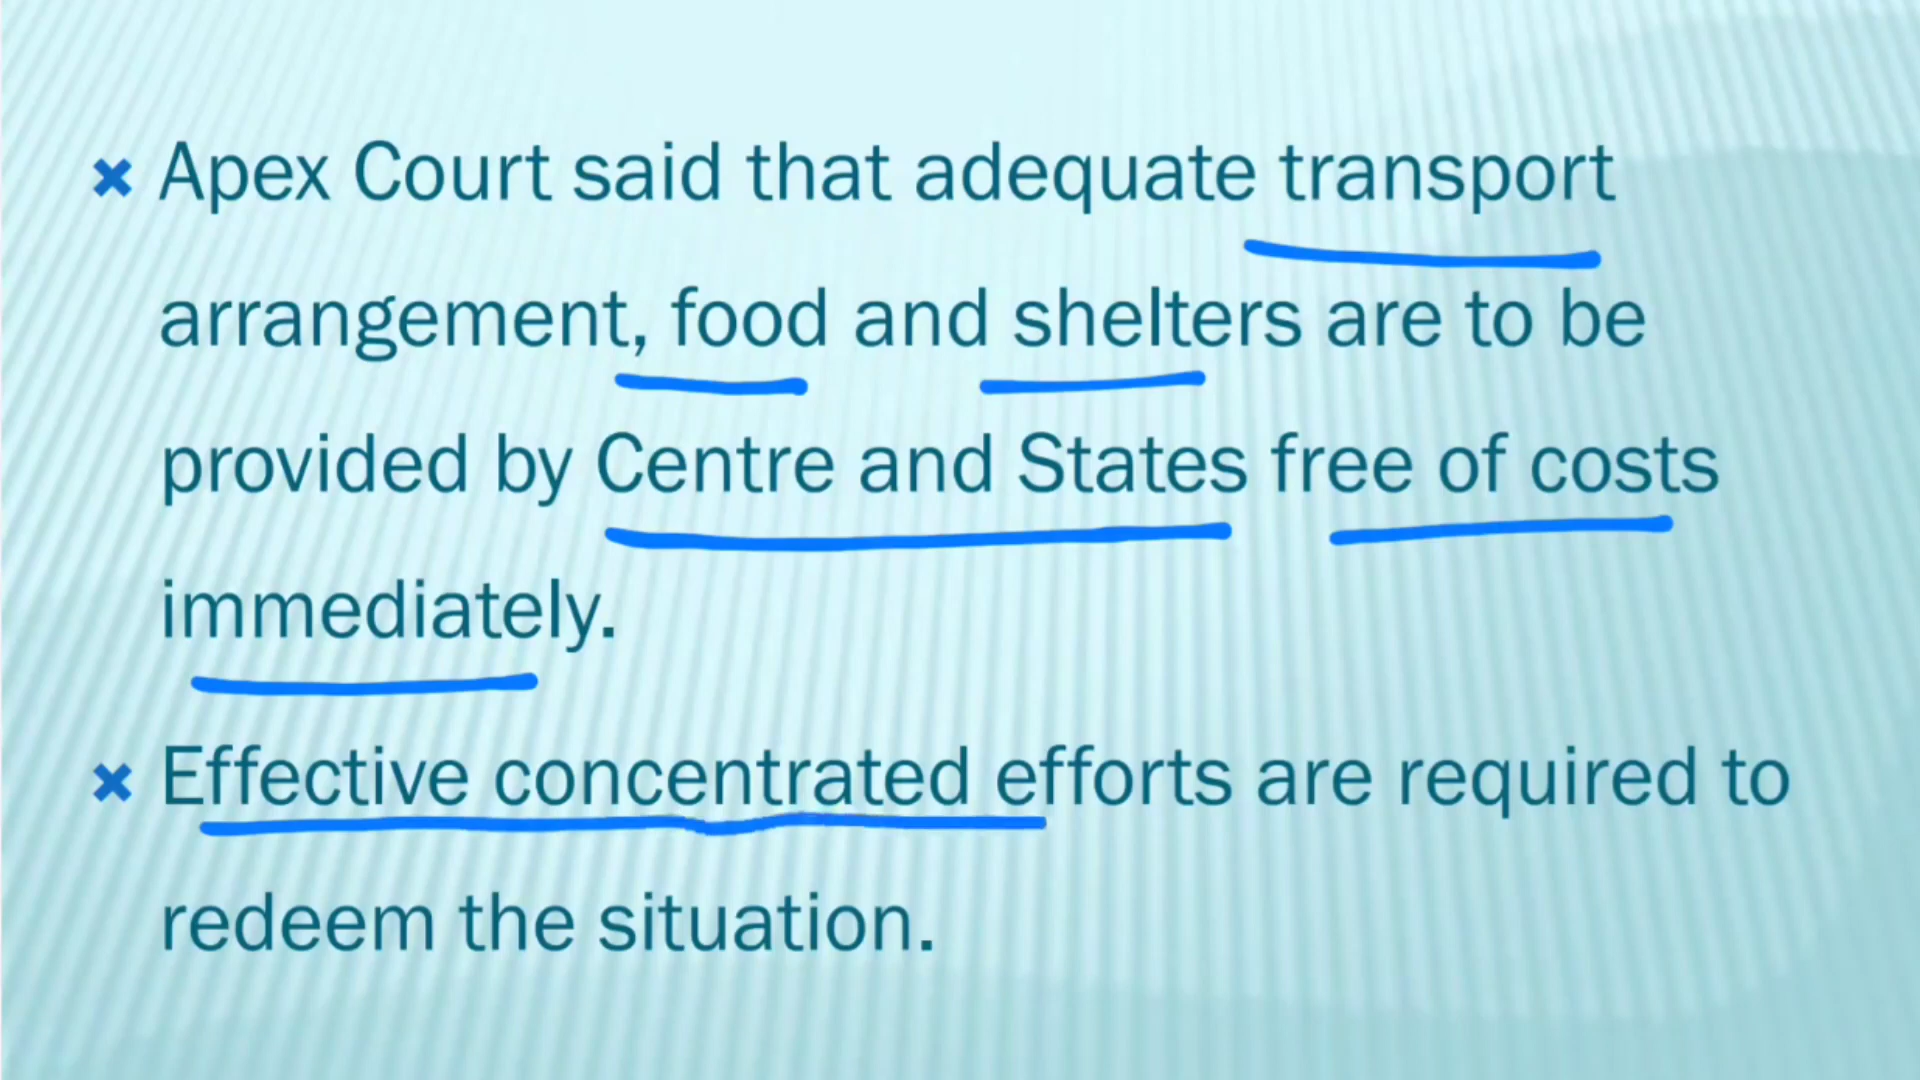 Apex Court said that adequate transport
arrangement, food and shelters are to be
provided by Centre and States free of costs
immediately.
Effective concentrated efforts are required to
redeem the situation.